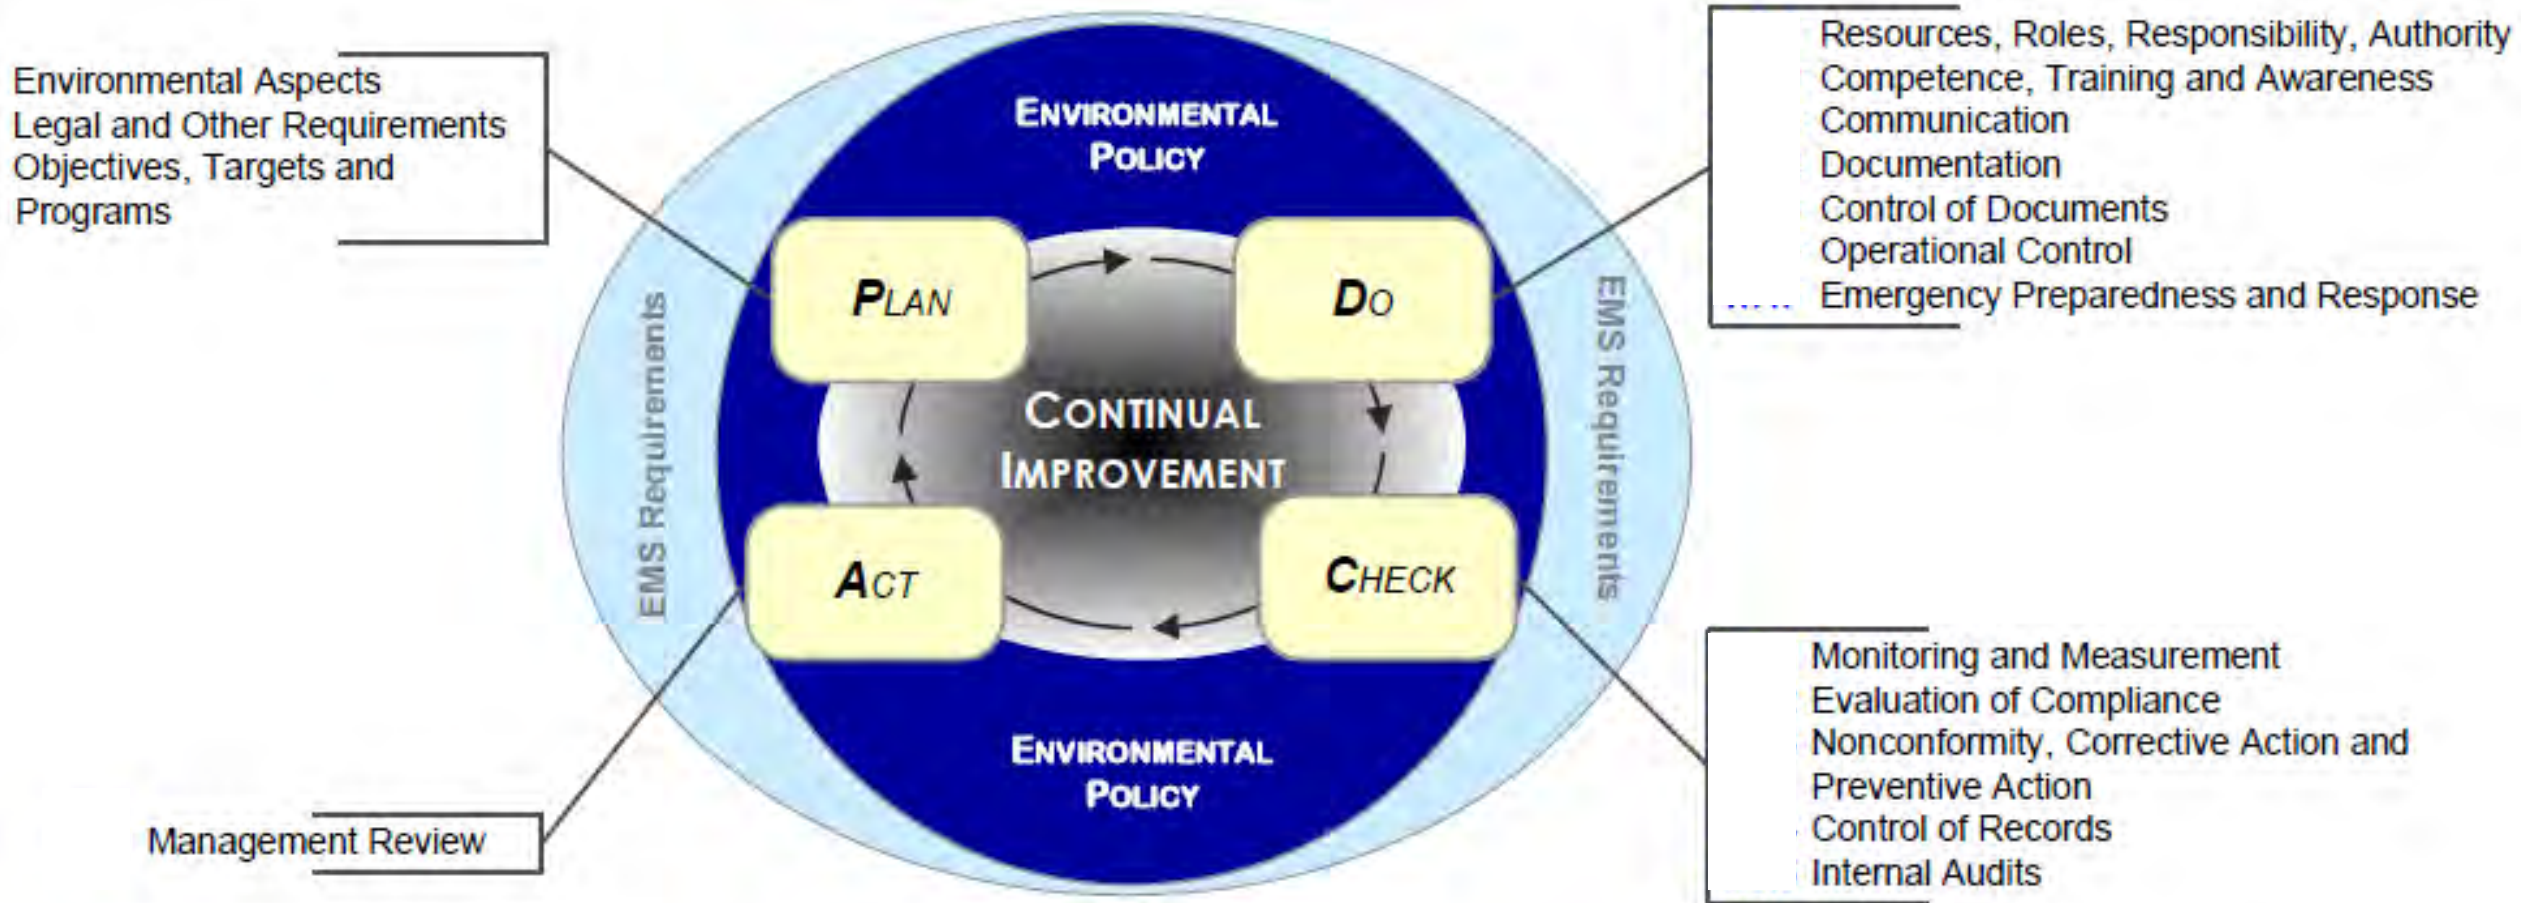 Environmental Aspects
Legal and Other Requirements
Objectives, Targets and
Programs
Resources, Roles, Responsibility, Authority
Competence, Training and Awareness
Communication
Documentation
Control of Documents
Operational Control
Emergency Preparedness and Response
ENVIRONMENTAL
POLICY
PLAN
DO
EMS Requirements
CONTINUAL
IMPROVEMENT
EMS Requirements
ACT
CHECK
ENVIRONMENTAL
POLICY
Management Review
Monitoring and Measurement
Evaluation of Compliance
Nonconformity, Corrective Action and
Preventive Action
Control of Records
Internal Audits